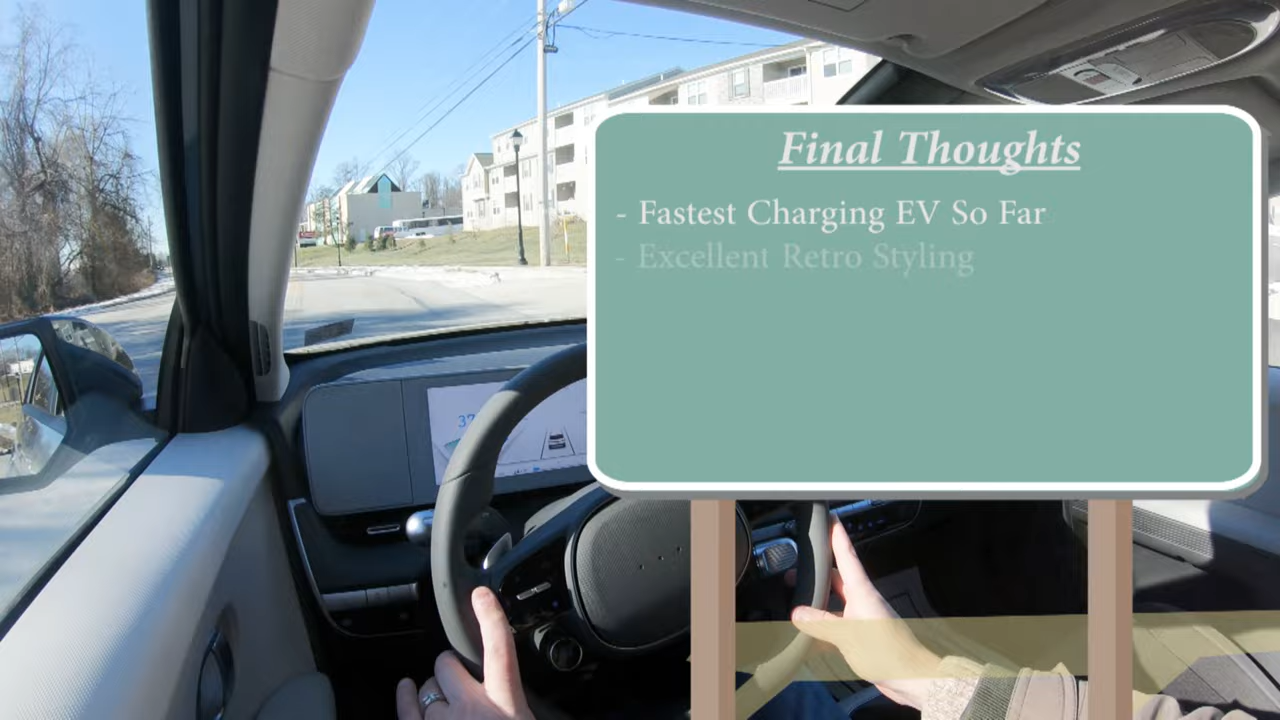 Final Thoughts
- Fastest Charging EV So Far
- Excellent Retro Styling